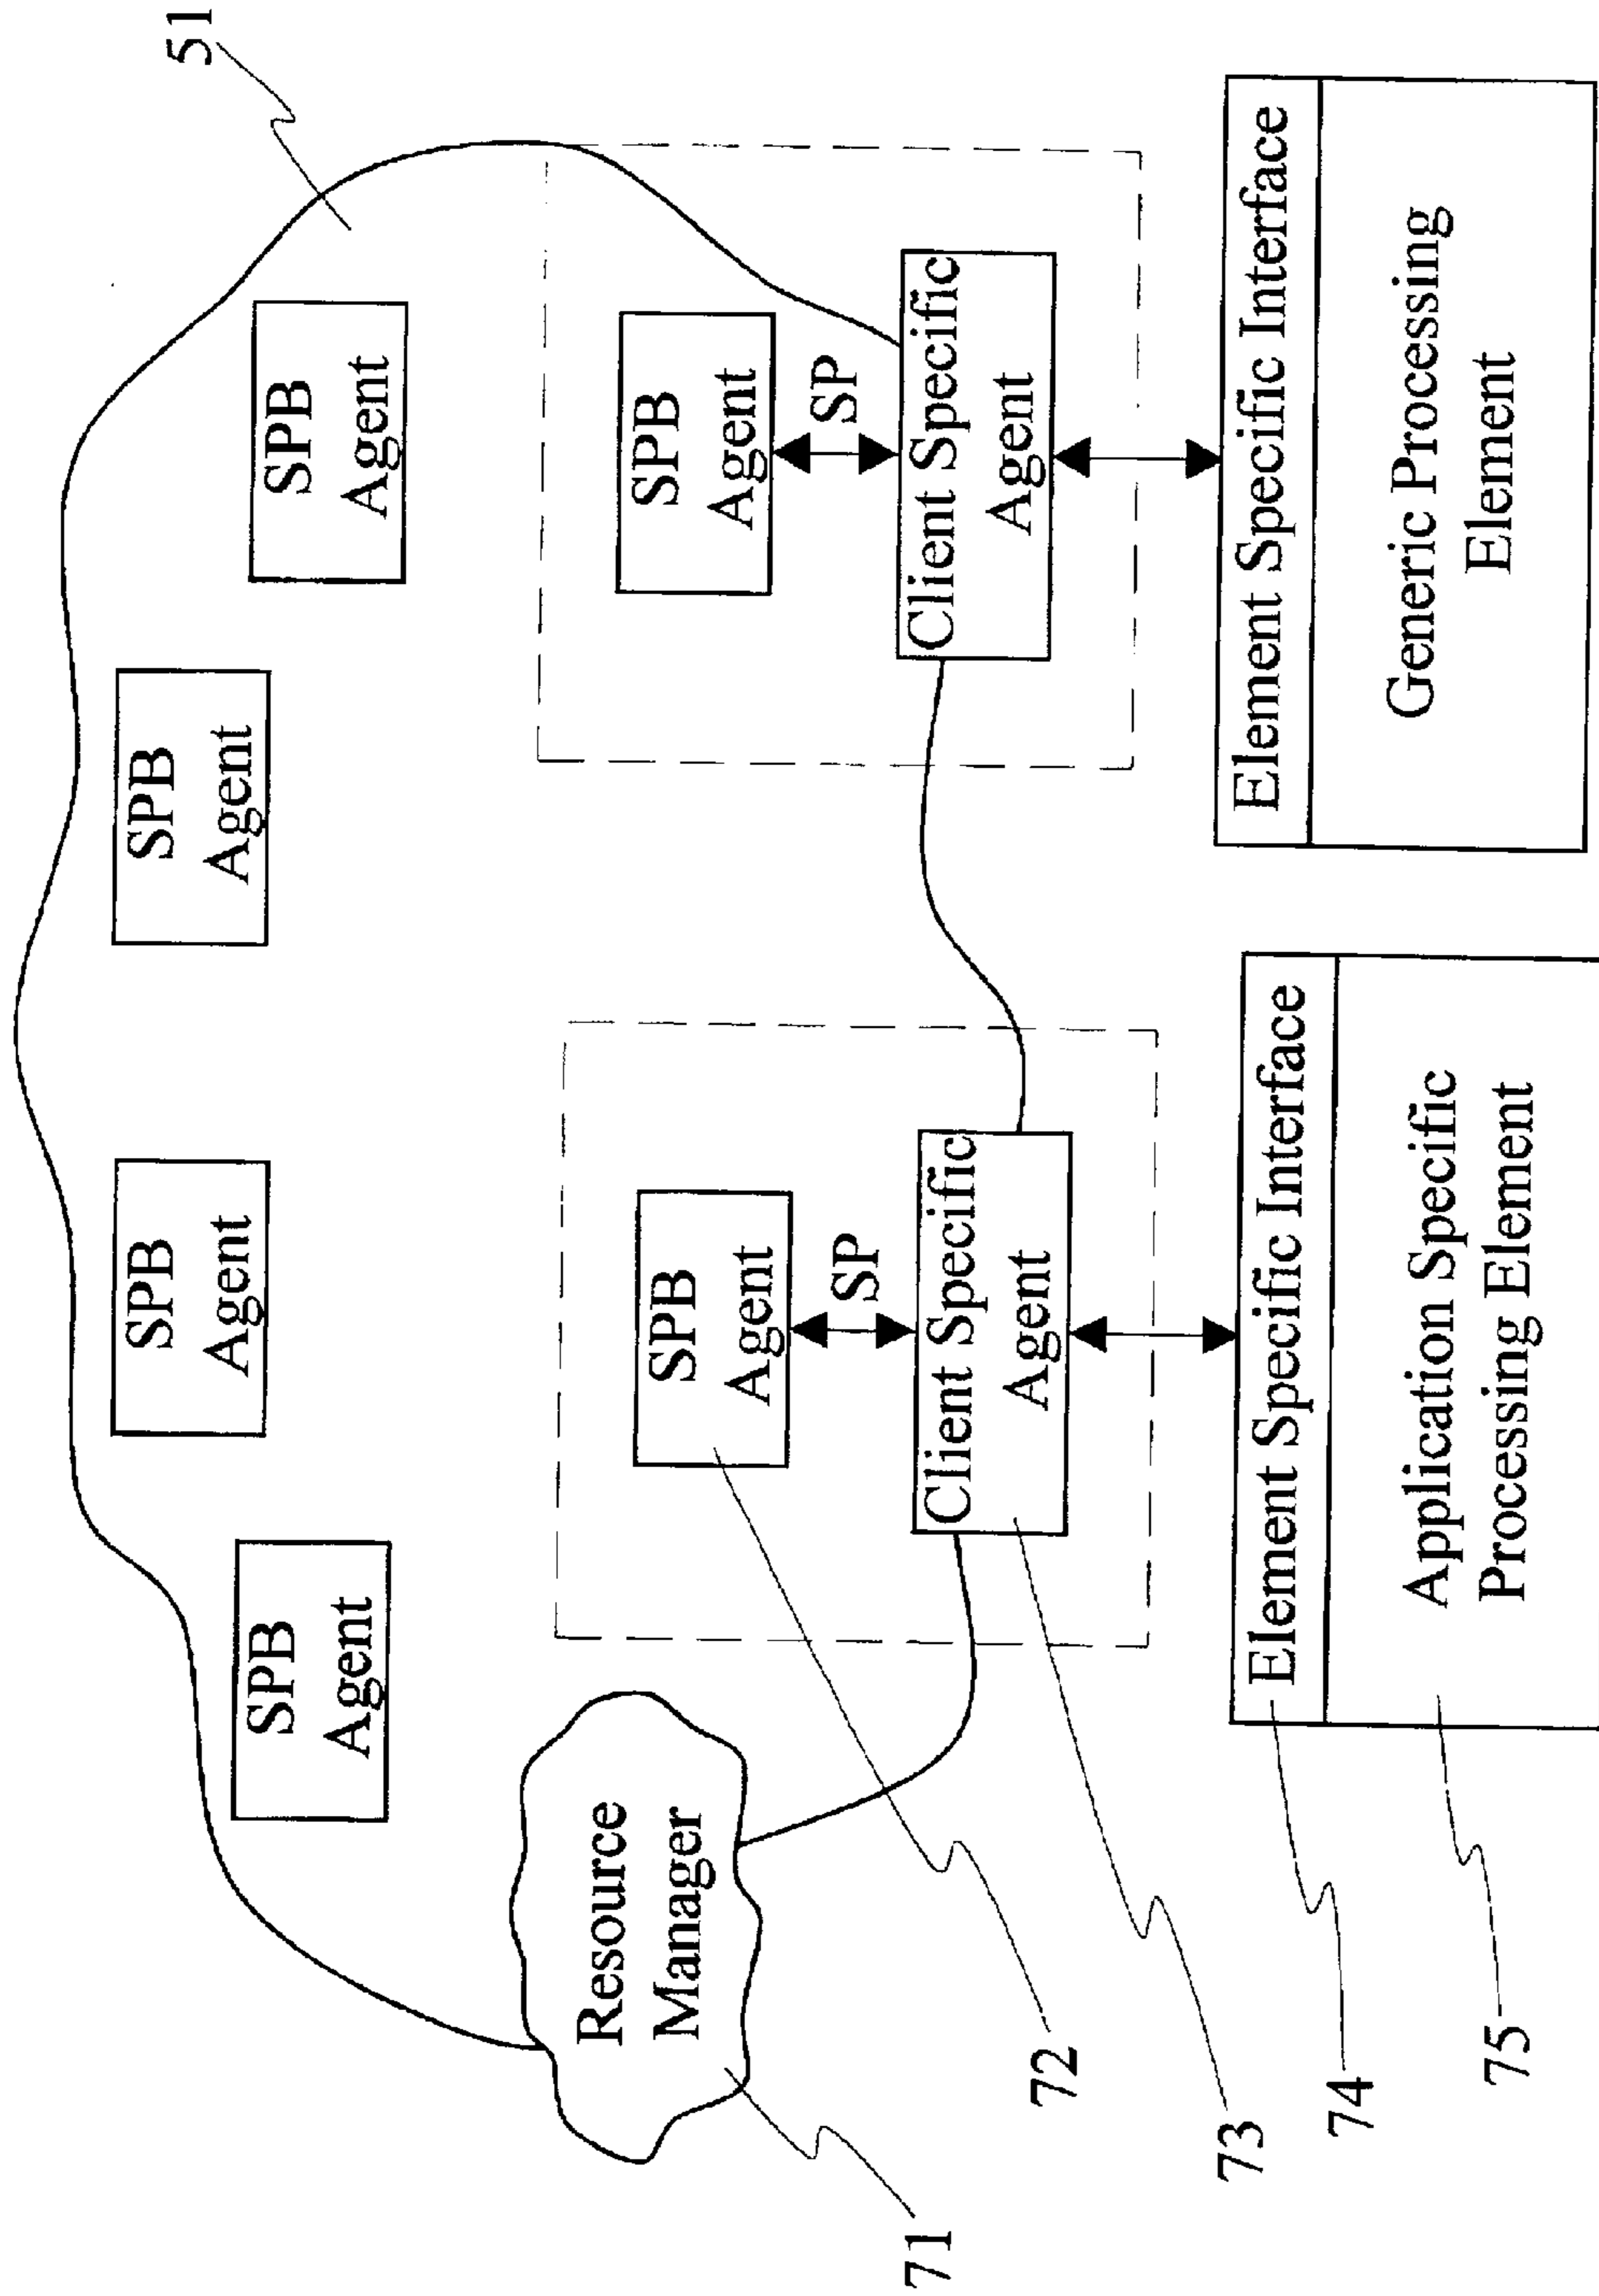 51
SPB
Agent
SPB
Agent
SPB
Agent
SPB
Agent
Resource
Manager
71
SPB
Agent
SP
Client Specific
Agent
SPB
Agent
SP
Client Specific
Agent
72
73
Element Specific Interface
Application Specific
Processing Element
74
75
Element Specific Interface
Generic Processing
Element